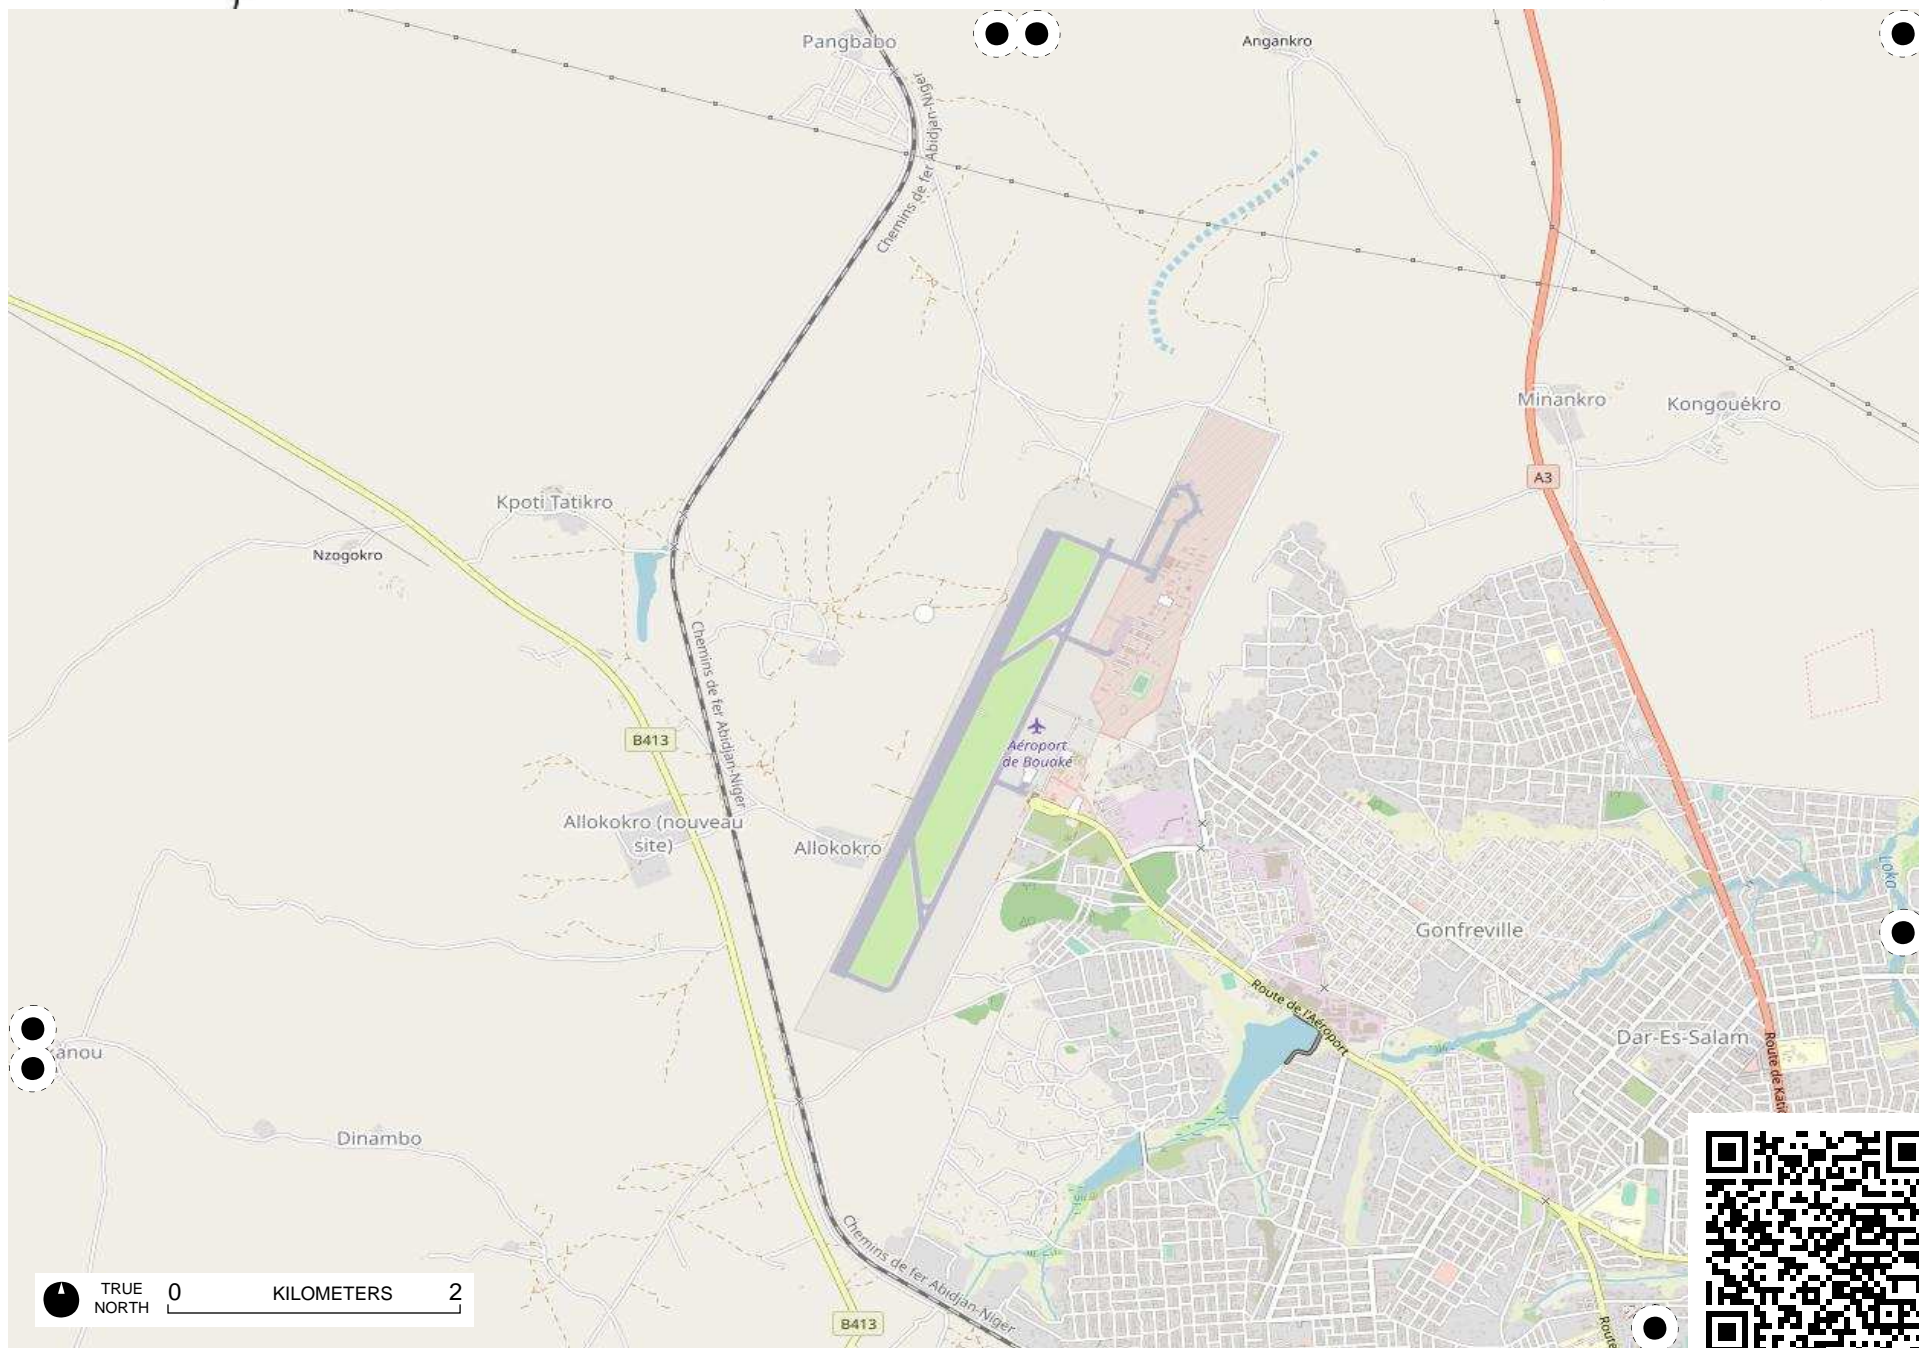 Pangbabo
Angankro
Chemins de fer Abidjan-Niger
Minankro
Kongouékro
A3
Kpoti Tatikro
Nzogokro
Chemins de fer Abidjan-Niger
B413
Aéroport
de Bouaké
Allokokro (nouveau
site)
Allokokro
Loka
Gonfreville
Route de l'Aéroport
Dar-Es-Salam
Dinambo
Chemins de fer Abidjan-Niger
B413
Route
TRUE
NORTH
0 KILOMETERS 2